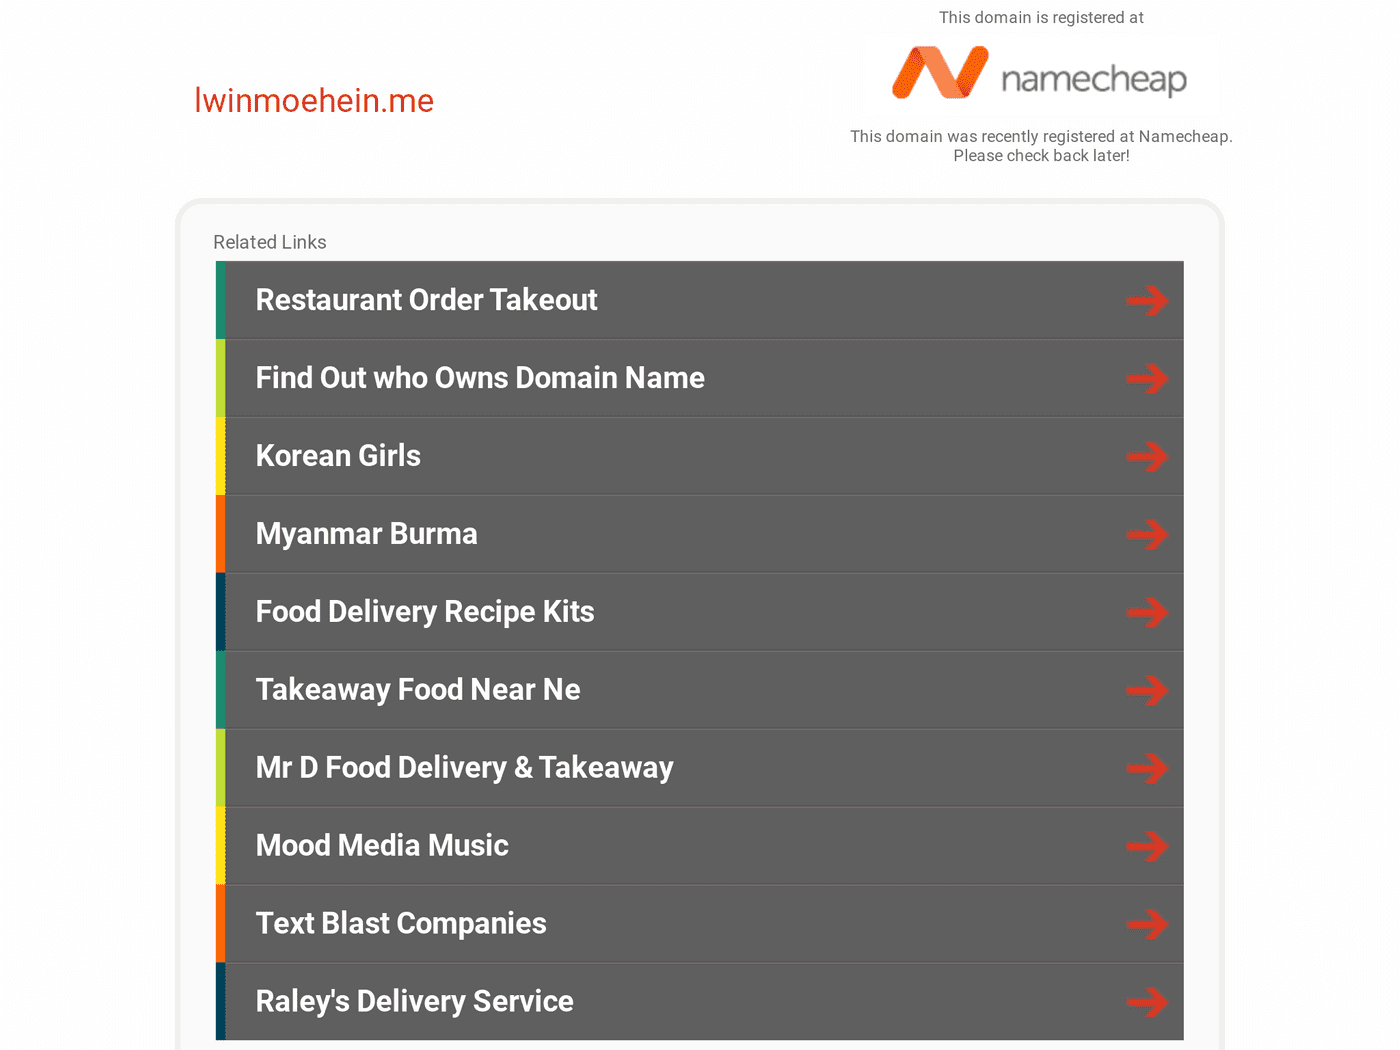 This domain is registered at
namecheap
lwinmoehein.me
This domain was recently registered at Namecheap.
Please check back later!
Related Links
Restaurant Order Takeout
Find Out who Owns Domain Name
Korean Girls
Myanmar Burma
Food Delivery Recipe Kits
Takeaway Food Near Ne
Mr D Food Delivery & Takeaway
Mood Media Music
Text Blast Companies
Raley's Delivery Service